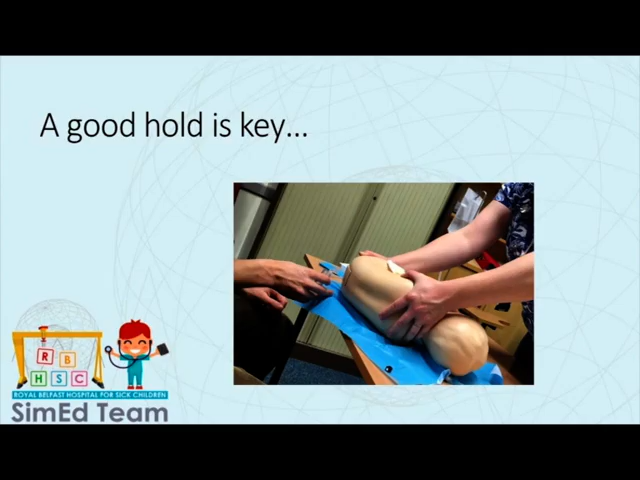 A good hold is key...
R B
H S C
ROYAL BELFAST HOSPITAL FOR SICK CHILDREN
SimEd Team